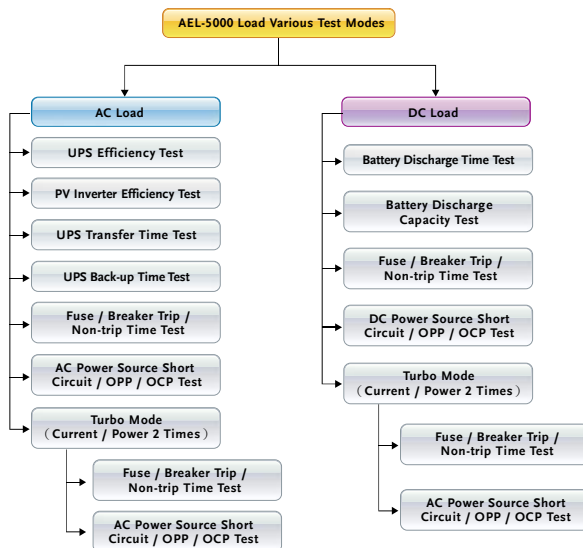 AEL-5000 Load Various Test Modes
AC Load
UPS Efficiency Test
PV Inverter Efficiency Test
UPS Transfer Time Test
UPS Back-up Time Test
Fuse / Breaker Trip /
Non-trip Time Test
AC Power Source Short
Circuit / OPP / OCP Test
Turbo Mode
（Current / Power 2 Times）
Fuse / Breaker Trip /
Non-trip Time Test
AC Power Source Short
Circuit / OPP / OCP Test
DC Load
Battery Discharge Time Test
Battery Discharge
Capacity Test
Fuse / Breaker Trip /
Non-trip Time Test
DC Power Source Short
Circuit / OPP / OCP Test
Turbo Mode
（Current / Power 2 Times）
Fuse / Breaker Trip /
Non-trip Time Test
AC Power Source Short
Circuit / OPP / OCP Test